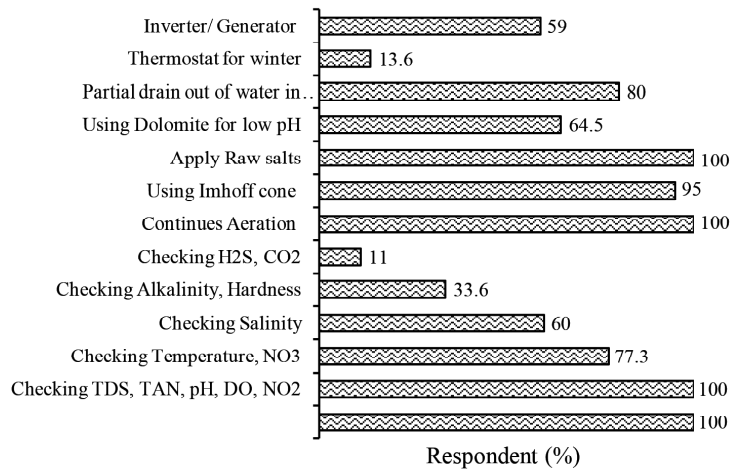 Inverter/ Generator 59
Thermostat for winter 13.6
Partial drain out of water in.. 80
Using Dolomite for low pH 64.5
Apply Raw salts 100
Using Imhoff cone 95
Continues Aeration 100
Checking H2S, CO2 11
Checking Alkalinity, Hardness 33.6
Checking Salinity 60
Checking Temperature, NO3 77.3
Checking TDS, TAN, pH, DO, NO2 100
100
Respondent (%)